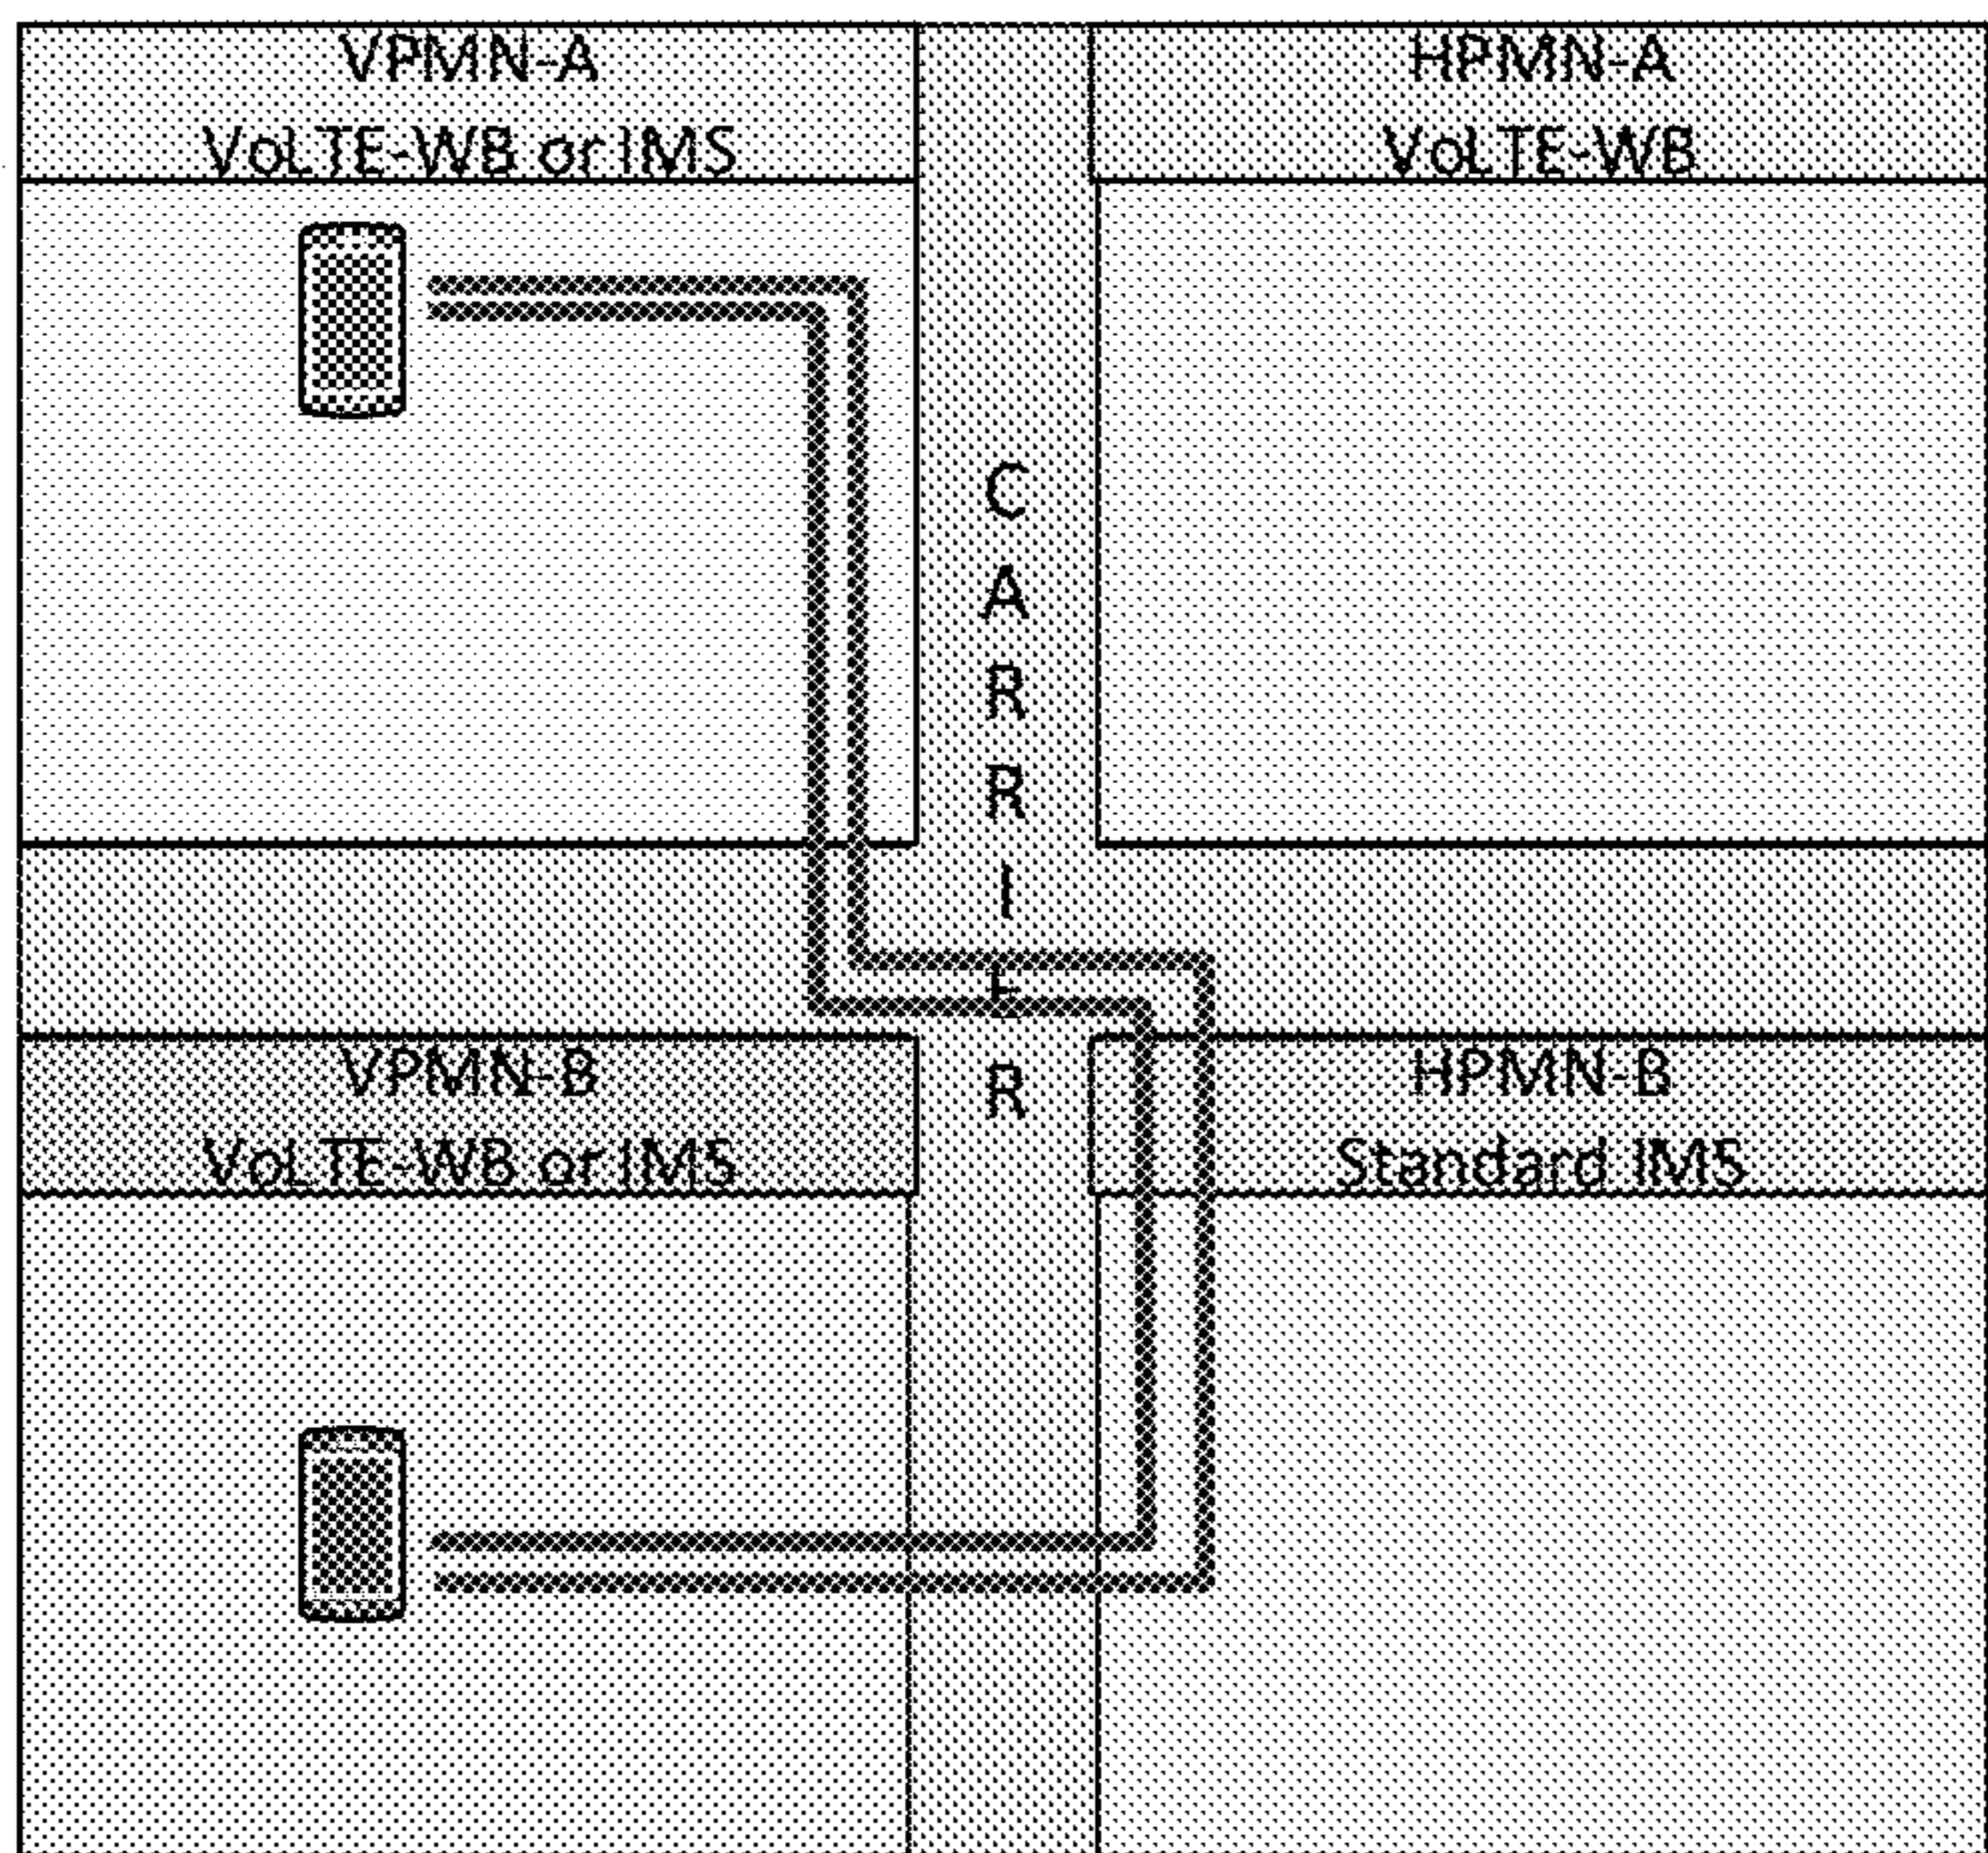 VPMN-A
VoLTE-WB or IMS
HPMN-A
VoLTE-WB
C
A
R
R
I
E
R
VPMN-B
VoLTE-WB or IMS
HPMN-B
Standard IMS